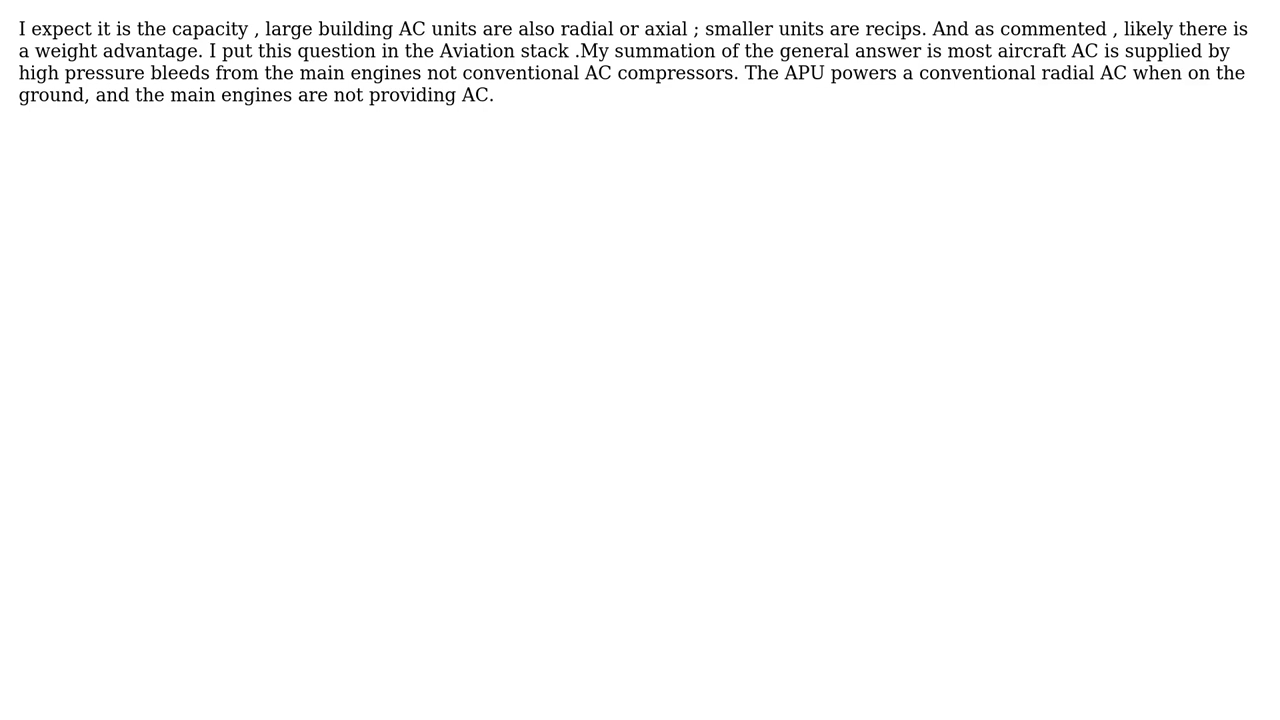 I expect it is the capacity , large building AC units are also radial or axial ; smaller units are recips. And as commented , likely there is
a weight advantage. I put this question in the Aviation stack .My summation of the general answer is most aircraft AC is supplied by
high pressure bleeds from the main engines not conventional AC compressors. The APU powers a conventional radial AC when on the
ground, and the main engines are not providing AC.